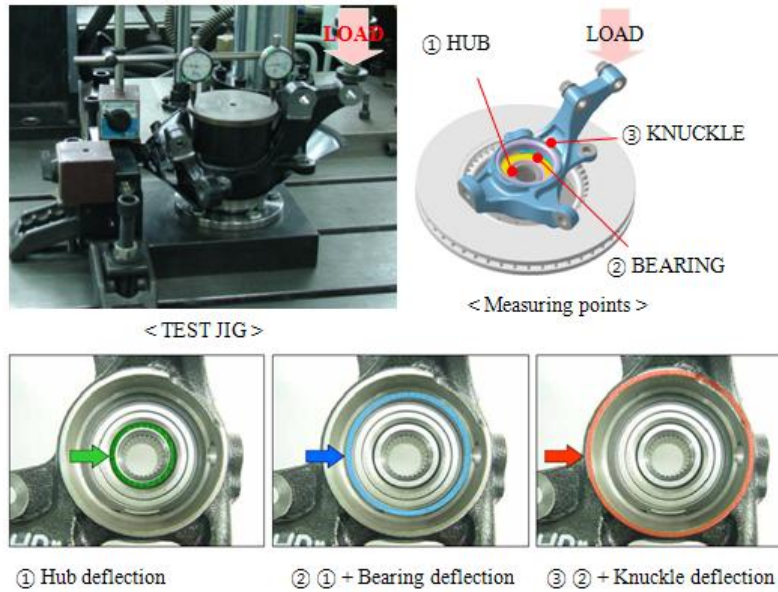 LOAD
LOAD
① HUB
③ KNUCKLE
② BEARING
< Measuring points >
< TEST JIG >
① Hub deflection
② ① + Bearing deflection
③ ② + Knuckle deflection